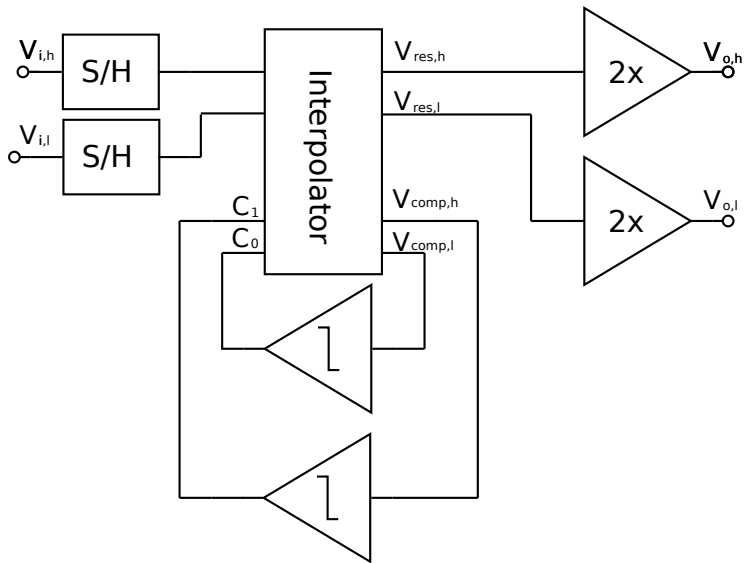 Vi,h
S/H
Vi,l
S/H
Interpolator
Vres,h
Vres,l
C1
C0
Vcomp,h
Vcomp,l
2x
Vo,h
2x
Vo,l